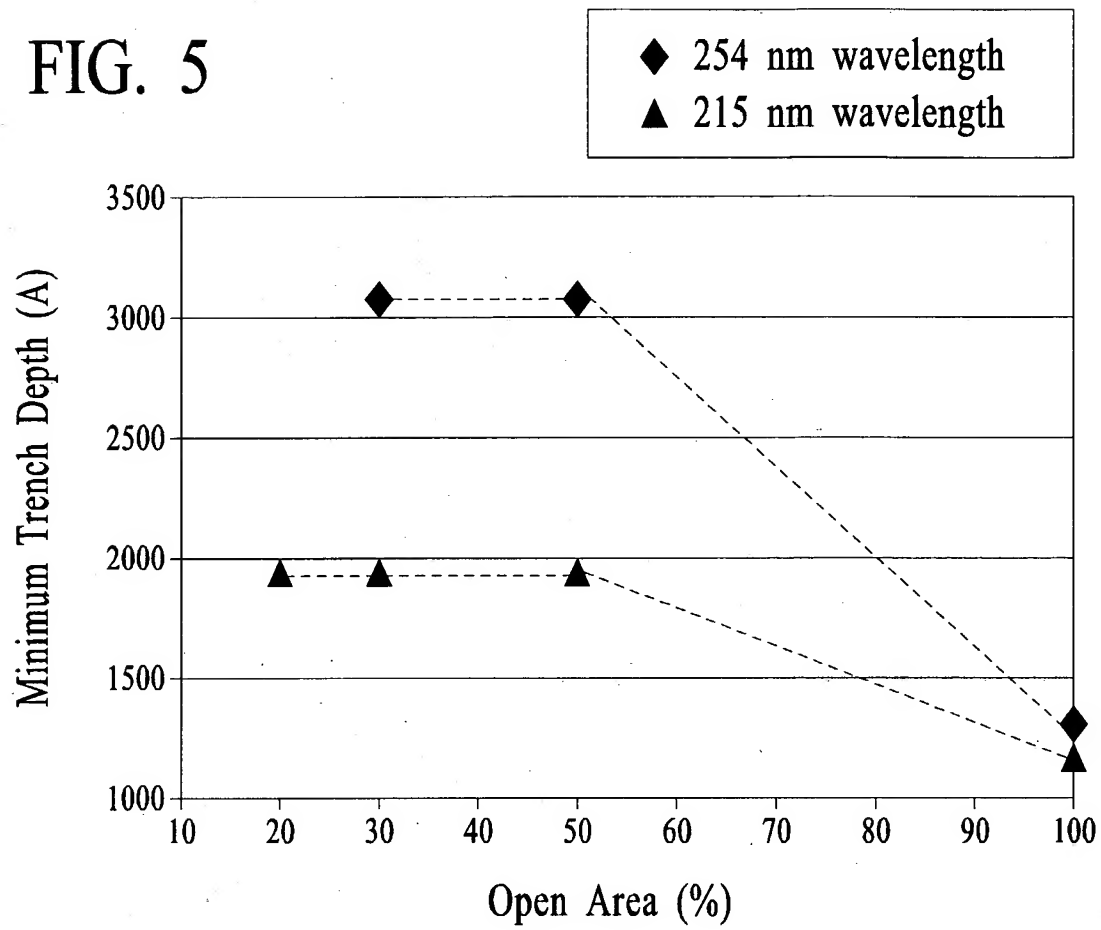 FIG. 5
254 nm wavelength
215 nm wavelength
3500
3000
2500
2000
1500
1000
Minimum Trench Depth (A)
10 20 30 40 50 60 70 80 90 100
Open Area (%)